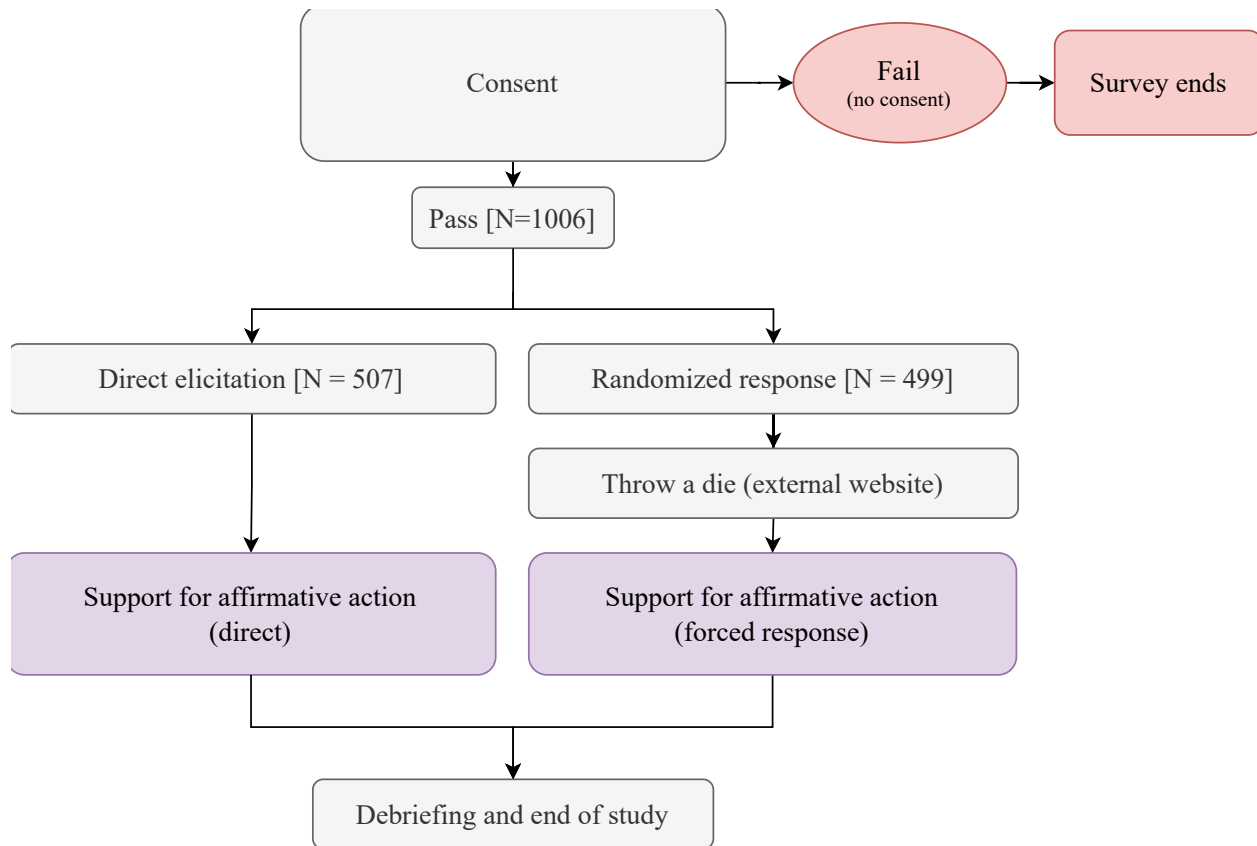 Consent
Fail
(no consent)
Survey ends
Pass [N=1006]
Direct elicitation [N = 507]
Randomized response [N = 499]
Throw a die (external website)
Support for affirmative action
(direct)
Support for affirmative action
(forced response)
Debriefing and end of study